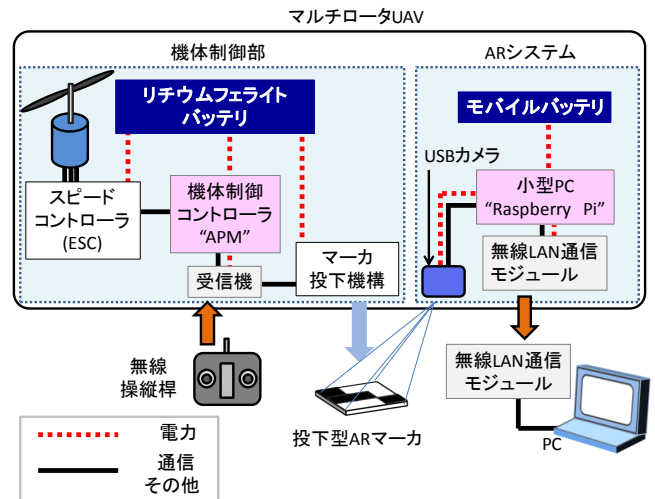 マルチロータUAV
機体制御部
ARシステム
リチウムフェライト
バッテリ
モバイルバッテリ
USBカメラ
スピード
コントローラ
(ESC)
機体制御
コントローラ
“APM”
小型PC
“Raspberry Pi”
受信機
マーカ
投下機構
無線LAN通信
モジュール
無線
操縦桿
無線LAN通信
モジュール
投下型ARマーカ
PC
電力
通信
その他